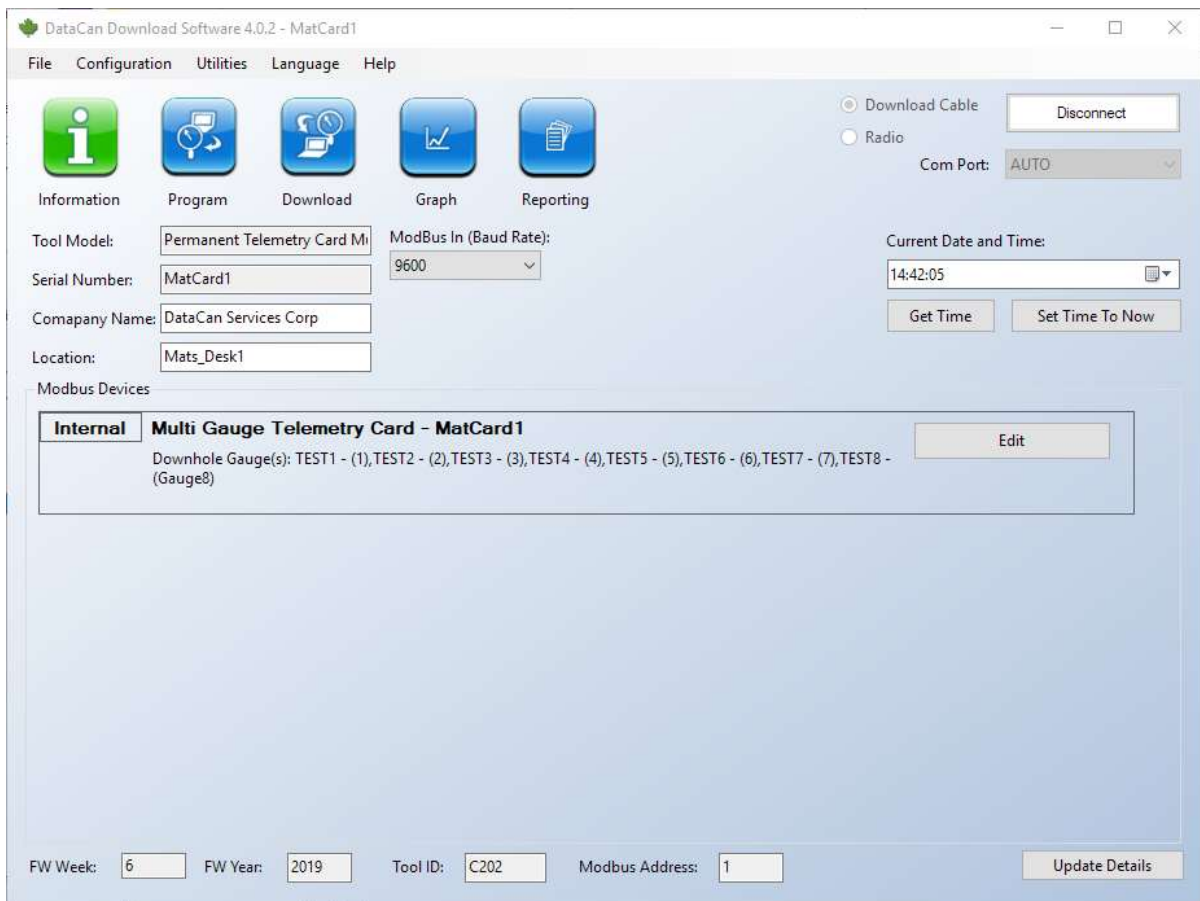 DataCan Download Software 4.0.2 - MatCard1
File Configuration Utilities Language Help
Download Cable
Disconnect
Radio
Com Port: AUTO
Information Program Download Graph Reporting
Tool Model: Permanent Telemetry Card M
ModBus In (Baud Rate):
Current Date and Time:
9600
14:42:05
Serial Number: MatCard1
Comapany Name: DataCan Services Corp
Get Time Set Time To Now
Location: Mats_Desk1
Modbus Devices
Internal Multi Gauge Telemetry Card - MatCard1
Edit
Downhole Gauge(s): TEST1 - (1),TEST2 - (2),TEST3 - (3),TEST4 - (4),TEST5 - (5),TEST6 - (6),TEST7 - (7),TEST8 -
(Gauge8)
FW Week: 6 FW Year: 2019 Tool ID: C202 Modbus Address: 1 Update Details